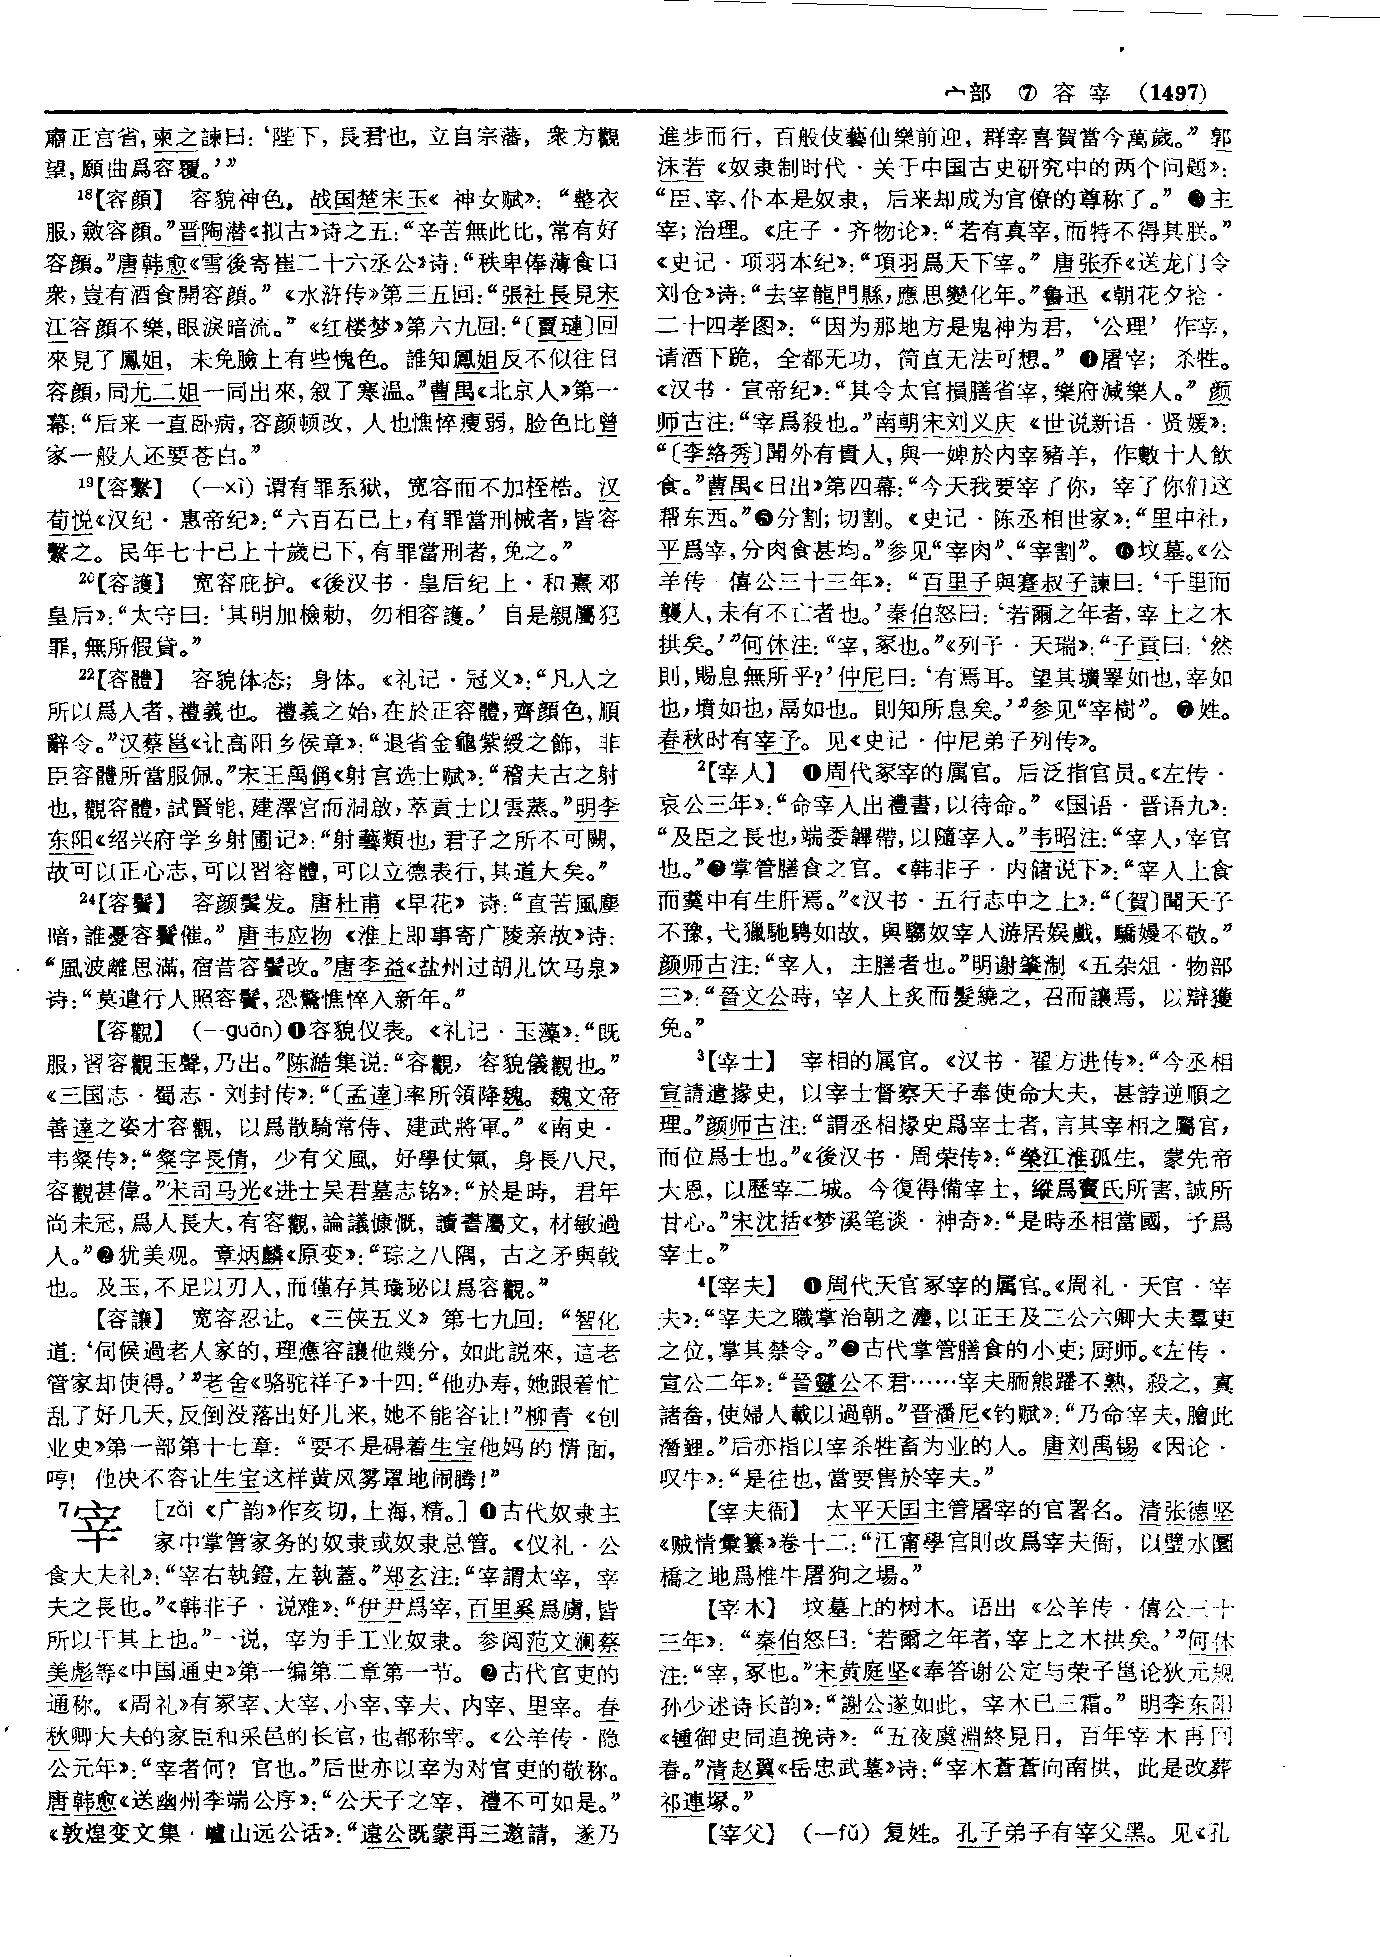 宀部 ⑦ 容宰 (1497)
肅正宫省，東之諫曰：‘陛下，長君也，立自宗藩，衆方觀
望，願曲爲容覆。’”
¹⁸【容顔】 容貌神色。战国楚宋玉《神女赋》：“整衣
服，斂容顔。”晋陶潜《拟古》诗之五：“辛苦無此比，常有好
容顔。”唐韩愈《雪後寄崔二十六丞公》诗：“秩卑俸薄食口
衆，豈有酒食開容顔。”《水浒传》第三五回：“張社長見宋
江容顔不樂，眼淚暗流。”《红楼梦》第六九回：“〔賈璉〕回
來見了鳳姐，未免臉上有些愧色。誰知鳳姐反不似往日
容顔，同尤二姐一同出來，叙了寒温。”曹禺《北京人》第一
幕：“后来一直卧病，容颜顿改，人也憔悴瘦弱，脸色比曾
家一般人还要苍白。”
¹⁹【容繫】 （—xì）谓有罪系狱，宽容而不加桎梏。汉
荀悦《汉纪·惠帝纪》：“六百石已上，有罪當刑械者，皆容
繫之。民年七十已上十歲已下，有罪當刑者，免之。”
²⁰【容護】 宽容庇护。《後汉书·皇后纪上·和熹邓
皇后》：“太守曰：‘其明加檢勅，勿相容護。’自是親屬犯
罪，無所假貸。”
²²【容體】 容貌体态；身体。《礼记·冠义》：“凡人之
所以爲人者，禮義也。禮義之始，在於正容體，齊顔色，順
辭令。”汉蔡邕《让高阳乡侯章》：“退省金龜紫綬之飾，非
臣容體所當服佩。”宋王禹偁《射宫选士赋》：“稽夫古之射
也，觀容體，試賢能，建澤宫而洞啟，萃貢士以雲蒸。”明李
东阳《绍兴府学乡射圃记》：“射藝類也，君子之所不可闕，
故可以正心志，可以習容體，可以立德表行，其道大矣。”
²⁴【容鬢】 容颜鬓发。唐杜甫《早花》诗：“直苦風塵
暗，誰憂容鬢催。”唐韦应物《淮上即事寄广陵亲故》诗：
“風波離思滿，宿昔容鬢改。”唐李益《盐州过胡儿饮马泉》
诗：“莫遣行人照容鬢，恐驚憔悴入新年。”
【容觀】 （—guān）❶容貌仪表。《礼记·玉藻》：“既
服，習容觀玉聲，乃出。”陈澔集说：“容觀，容貌儀觀也。”
《三国志·蜀志·刘封传》：“〔孟達〕率所領降魏。魏文帝
善達之姿才容觀，以爲散騎常侍、建武將軍。”《南史·
韦粲传》：“粲字長倩，少有父風，好學仗氣，身長八尺，
容觀甚偉。”宋司马光《进士吴君墓志铭》：“於是時，君年
尚未冠，爲人長大，有容觀，論議慷慨，讀書屬文，材敏過
人。”❷犹美观。章炳麟《原变》：“琮之八隅，古之矛與戟
也。及玉，不足以刃人，而僅存其瑑珌以爲容觀。”
【容讓】 宽容忍让。《三侠五义》第七九回：“智化
道：‘伺候過老人家的，理應容讓他幾分，如此説來，這老
管家却使得。’”老舍《骆驼祥子》十四：“他办寿，她跟着忙
乱了好几天，反倒没落出好儿来，她不能容让！”柳青《创
业史》第一部第十七章：“要不是碍着生宝他妈的情面，
哼！他决不容让生宝这样黄风雾罩地闹腾！”
7宰 [zǎi《广韵》作亥切，上海，精。]❶古代奴隶主
家中掌管家务的奴隶或奴隶总管。《仪礼·公
食大夫礼》：“宰右執鐙，左執蓋。”郑玄注：“宰謂太宰，宰
夫之長也。”《韩非子·说难》：“伊尹爲宰，百里奚爲虜，皆
所以干其上也。”一说，宰为手工业奴隶。参阅范文澜蔡
美彪等《中国通史》第一编第二章第一节。❷古代官吏的
通称。《周礼》有冢宰、大宰、小宰、宰夫、内宰、里宰。春
秋卿大夫的家臣和采邑的长官，也都称宰。《公羊传·隐
公元年》：“宰者何？官也。”后世亦以宰为对官吏的敬称。
唐韩愈《送幽州李端公序》：“公天子之宰，禮不可如是。”
《敦煌变文集·廬山远公话》：“遠公既蒙再三邀請，遂乃
進步而行，百般伎藝仙樂前迎，群宰喜賀當今萬歲。”郭
沫若《奴隶制时代·关于中国古史研究中的两个问题》：
“臣、宰、仆本是奴隶，后来却成为官僚的尊称了。”❸主
宰；治理。《庄子·齐物论》：“若有真宰，而特不得其朕。”
《史记·项羽本纪》：“項羽爲天下宰。”唐张乔《送龙门令
刘仓》诗：“去宰龍門縣，應思變化年。”鲁迅《朝花夕拾·
二十四孝图》：“因为那地方是鬼神为君，‘公理’作宰，
请酒下跪，全都无功，简直无法可想。”❹屠宰；杀牲。
《汉书·宣帝纪》：“其令太官損膳省宰，樂府減樂人。”颜
师古注：“宰爲殺也。”南朝宋刘义庆《世说新语·贤媛》：
“〔李絡秀〕聞外有貴人，與一婢於内宰豬羊，作數十人飲
食。”曹禺《日出》第四幕：“今天我要宰了你，宰了你们这
帮东西。”❺分割；切割。《史记·陈丞相世家》：“里中社，
平爲宰，分肉食甚均。”参见“宰肉”、“宰割”。❻坟墓。《公
羊传·僖公三十三年》：“百里子與蹇叔子諫曰：‘千里而
襲人，未有不亡者也。’秦伯怒曰：‘若爾之年者，宰上之木
拱矣。’”何休注：“宰，冢也。”《列子·天瑞》：“子貢曰：‘然
則，賜息無所乎？’仲尼曰：‘有焉耳。望其壙睪如也，宰如
也，墳如也，鬲如也。則知所息矣。’”参见“宰樹”。❼姓。
春秋时有宰予。见《史记·仲尼弟子列传》。
²【宰人】 ❶周代冢宰的属官。后泛指官员。《左传·
哀公三年》：“命宰人出禮書，以待命。”《国语·晋语九》：
“及臣之長也，端委鞸帶，以隨宰人。”韦昭注：“宰人，宰官
也。”❷掌管膳食之官。《韩非子·内储说下》：“宰人上食
而羹中有生肝焉。”《汉书·五行志中之上》：“〔賀〕聞天子
不豫，弋獵馳騁如故，與騶奴宰人游居娱戲，驕嫚不敬。”
颜师古注：“宰人，主膳者也。”明谢肇淛《五杂俎·物部
三》：“晉文公時，宰人上炙而髮繞之，召而讓焉，以辯獲
免。”
³【宰士】 宰相的属官。《汉书·翟方进传》：“今丞相
宣請遣掾史，以宰士督察天子奉使命大夫，甚誖逆順之
理。”颜师古注：“謂丞相掾史爲宰士者，言其宰相之屬官，
而位爲士也。”《後汉书·周荣传》：“榮江淮孤生，蒙先帝
大恩，以歷宰二城。今復得備宰士，縱爲竇氏所害，誠所
甘心。”宋沈括《梦溪笔谈·神奇》：“是時丞相當國，予爲
宰士。”
⁴【宰夫】 ❶周代天官冢宰的属官。《周礼·天官·宰
夫》：“宰夫之職掌治朝之灋，以正王及三公六卿大夫羣吏
之位，掌其禁令。”❷古代掌管膳食的小吏；厨师。《左传·
宣公二年》：“晉靈公不君……宰夫胹熊蹯不熟，殺之，寘
諸畚，使婦人載以過朝。”晋潘尼《钓赋》：“乃命宰夫，膾此
潛鯉。”后亦指以宰杀牲畜为业的人。唐刘禹锡《因论·
叹牛》：“是往也，當要售於宰夫。”
【宰夫衙】 太平天国主管屠宰的官署名。清张德坚
《贼情彙纂》卷十二：“江甯學宫則改爲宰夫衙，以璧水圜
橋之地爲椎牛屠狗之場。”
【宰木】 坟墓上的树木。语出《公羊传·僖公三十
三年》：“秦伯怒曰：‘若爾之年者，宰上之木拱矣。’”何休
注：“宰，冢也。”宋黄庭坚《奉答谢公定与荣子邕论狄元规
孙少述诗长韵》：“謝公遂如此，宰木已三霜。”明李东阳
《锺御史同追挽诗》：“五夜虞淵終見日，百年宰木再回
春。”清赵翼《岳忠武墓》诗：“宰木蒼蒼向南拱，此是改葬
祁連塚。”
【宰父】 （—fǔ）复姓。孔子弟子有宰父黑。见《孔